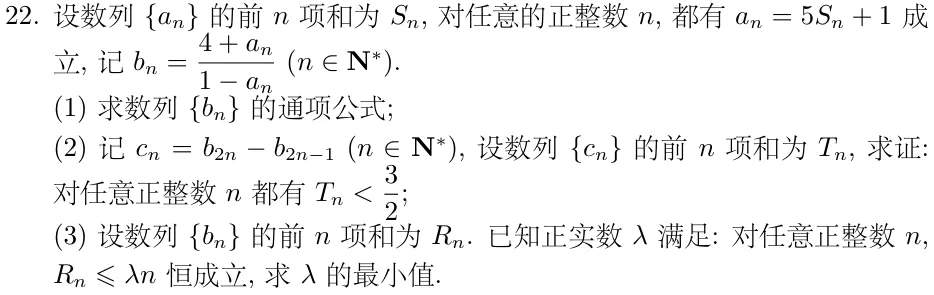 22. 设数列 {aₙ} 的前 n 项和为 Sₙ, 对任意的正整数 n, 都有 aₙ = 5Sₙ + 1 成
立, 记 bₙ = (4 + aₙ)/(1 − aₙ) (n ∈ N*).
(1) 求数列 {bₙ} 的通项公式;
(2) 记 cₙ = b₂ₙ − b₂ₙ₋₁ (n ∈ N*), 设数列 {cₙ} 的前 n 项和为 Tₙ, 求证:
对任意正整数 n 都有 Tₙ < 3/2;
(3) 设数列 {bₙ} 的前 n 项和为 Rₙ. 已知正实数 λ 满足: 对任意正整数 n,
Rₙ ⩽ λn 恒成立, 求 λ 的最小值.